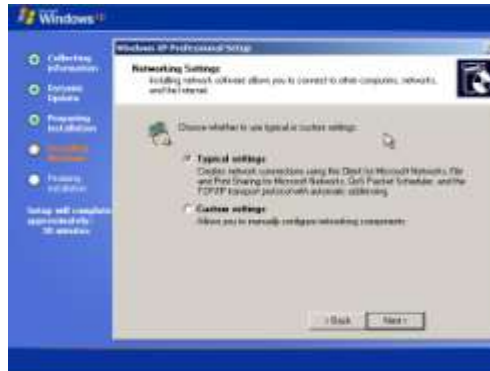 Windows xp
Collecting
information
Dynamic
Update
Preparing
installation
Installing
Windows
Finalizing
installation
Setup will complete
approximately:
Windows XP Professional Setup
Networking Settings
Installing network software allows you to connect to other computers, networks,
and the Internet.
Choose whether to use typical or custom settings:
Typical settings
Creates network connections using the Client for Microsoft Networks, File
and Print Sharing for Microsoft Networks, QoS Packet Scheduler, and the
TCP/IP transport protocol with automatic addressing.
Custom settings
Allows you to manually configure networking components.
< Back
Next >